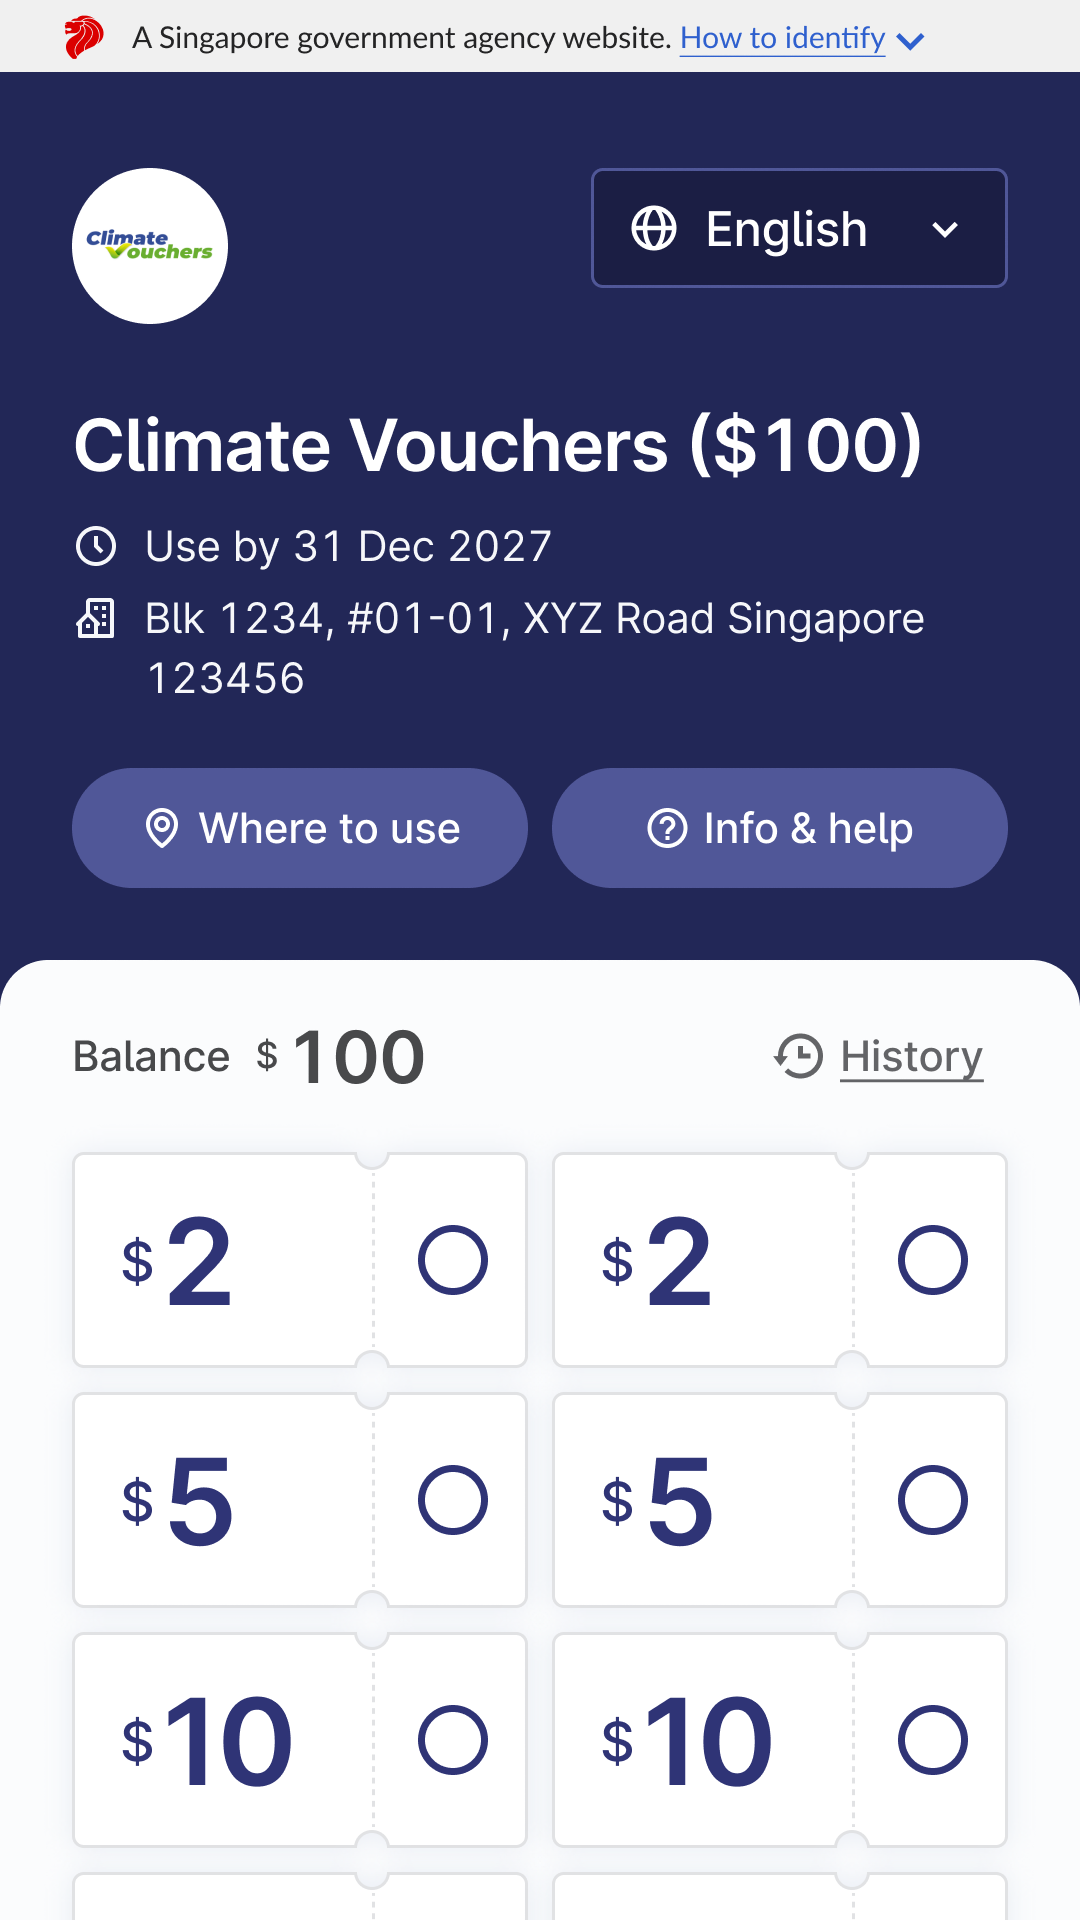 A Singapore government agency website. How to identify
Climate
Vouchers
English
Climate Vouchers ($100)
Use by 31 Dec 2027
Blk 1234, #01-01, XYZ Road Singapore
123456
Where to use
Info & help
Balance $ 100
History
$2
$2
$5
$5
$10
$10